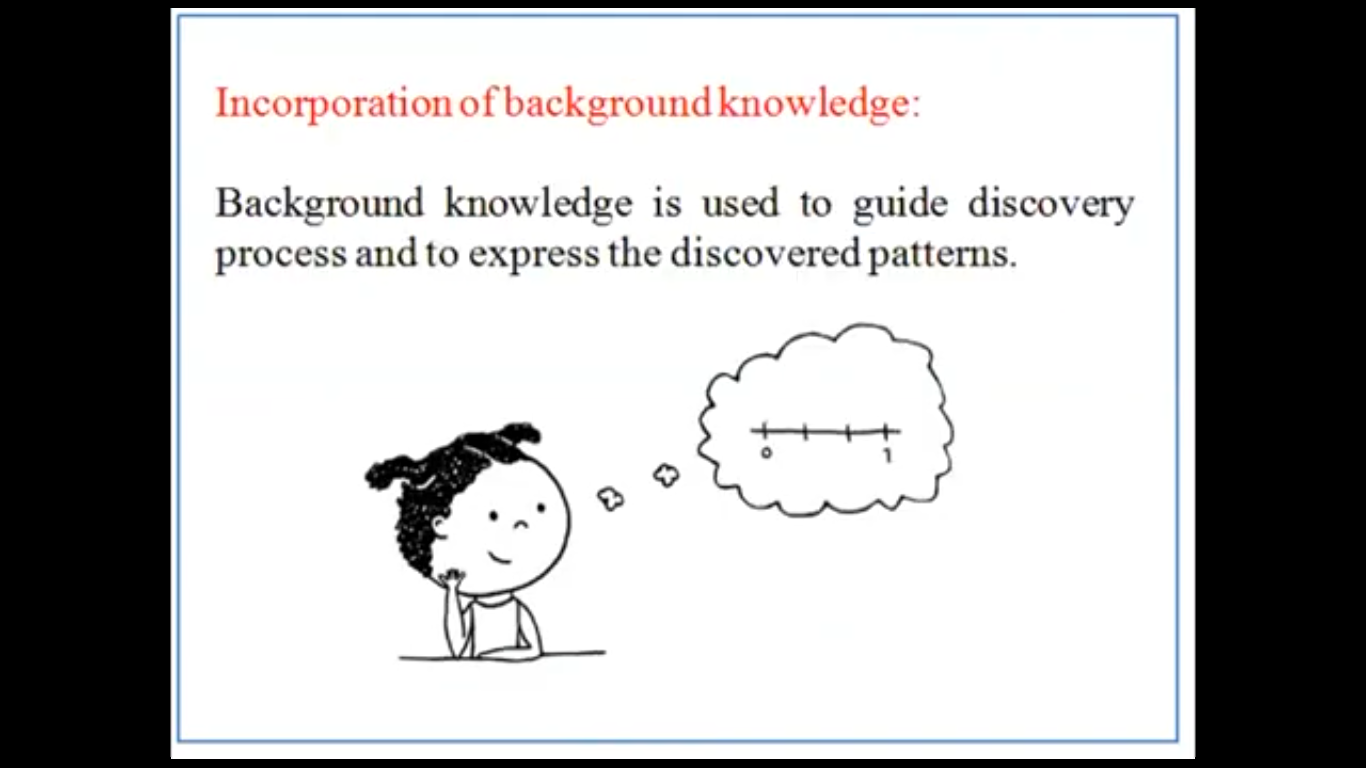 Incorporation of background knowledge:
Background knowledge is used to guide discovery
process and to express the discovered patterns.
0 1